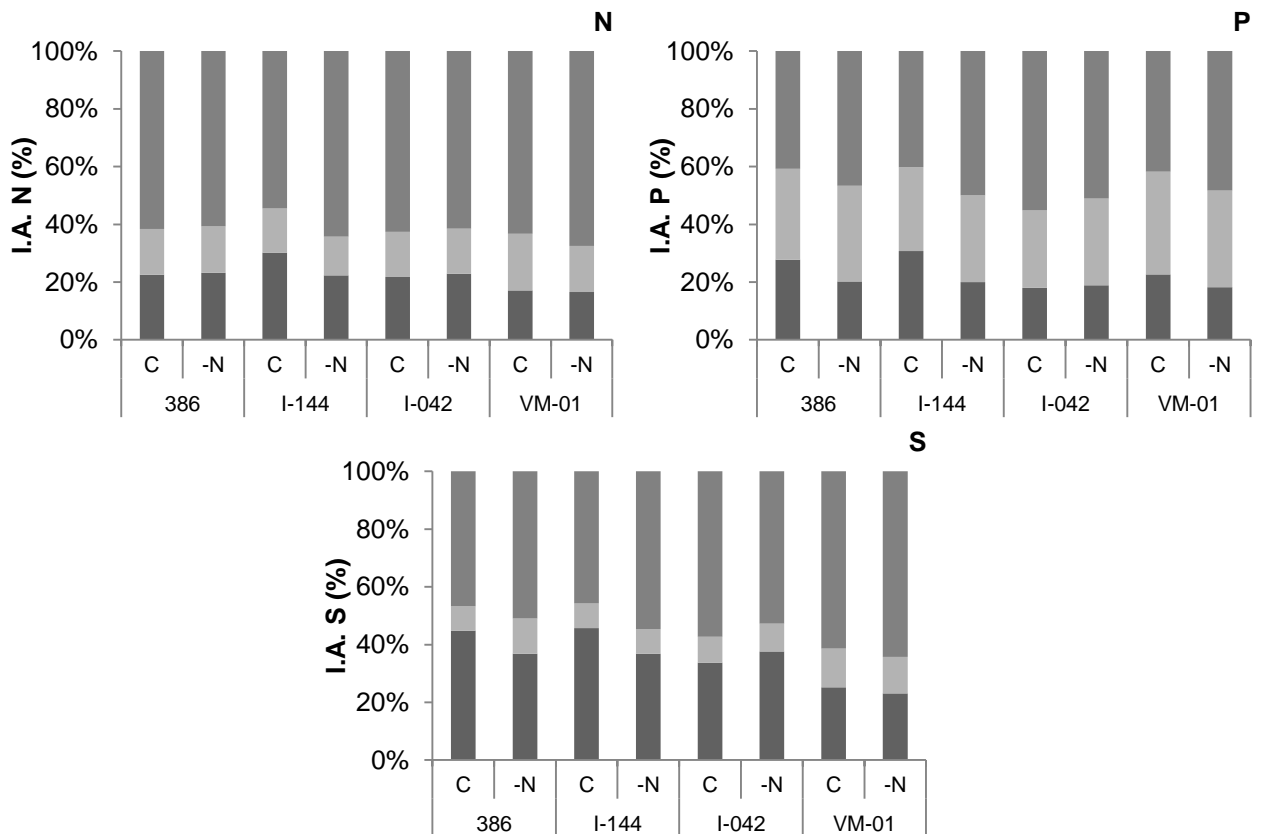 N
100%
80%
60%
40%
20%
0%
I.A. N (%)
C -N C -N C -N C -N
386 I-144 I-042 VM-01
P
100%
80%
60%
40%
20%
0%
I.A. P (%)
C -N C -N C -N C -N
386 I-144 I-042 VM-01
S
100%
80%
60%
40%
20%
0%
I.A. S (%)
C -N C -N C -N C -N
386 I-144 I-042 VM-01